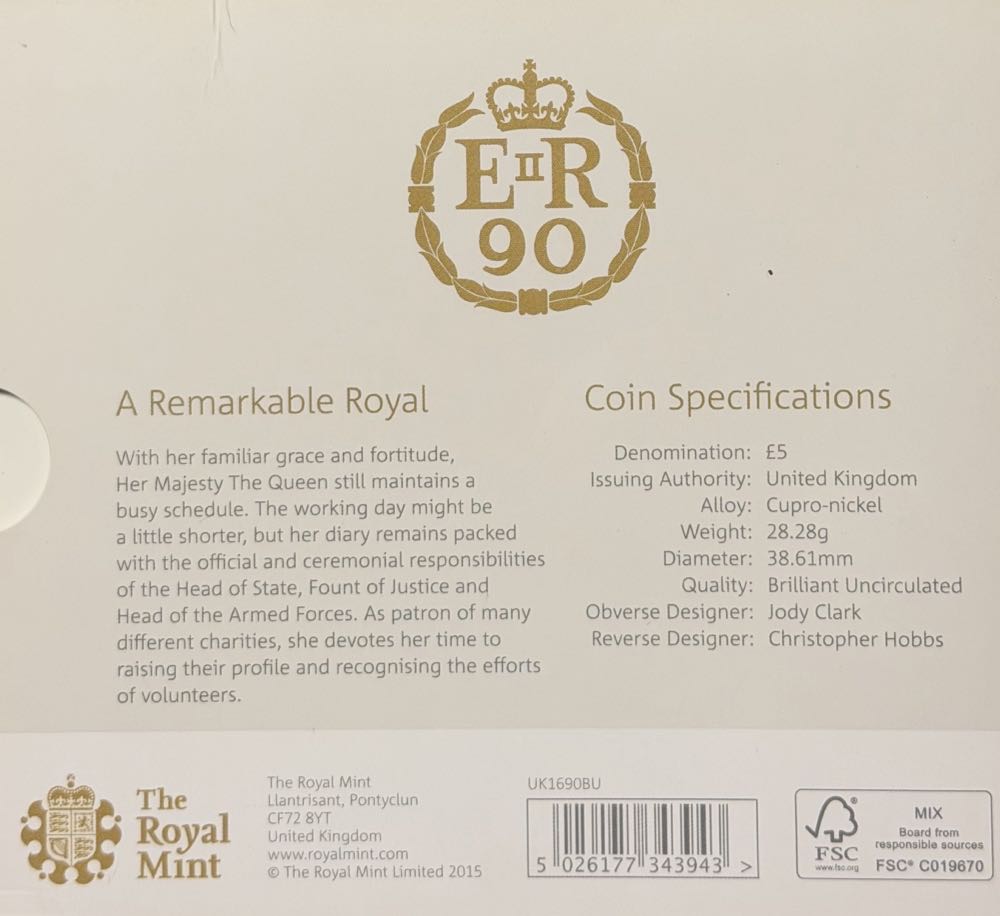 E II R
90
A Remarkable Royal
With her familiar grace and fortitude,
Her Majesty The Queen still maintains a
busy schedule. The working day might be
a little shorter, but her diary remains packed
with the official and ceremonial responsibilities
of the Head of State, Fount of Justice and
Head of the Armed Forces. As patron of many
different charities, she devotes her time to
raising their profile and recognising the efforts
of volunteers.
Coin Specifications
Denomination: £5
Issuing Authority: United Kingdom
Alloy: Cupro-nickel
Weight: 28.28g
Diameter: 38.61mm
Quality: Brilliant Uncirculated
Obverse Designer: Jody Clark
Reverse Designer: Christopher Hobbs
The
Royal
Mint
The Royal Mint
Llantrisant, Pontyclun
CF72 8YT
United Kingdom
www.royalmint.com
© The Royal Mint Limited 2015
UK1690BU
5 026177 343943 >
FSC
www.fsc.org
MIX
Board from
responsible sources
FSC® C019670